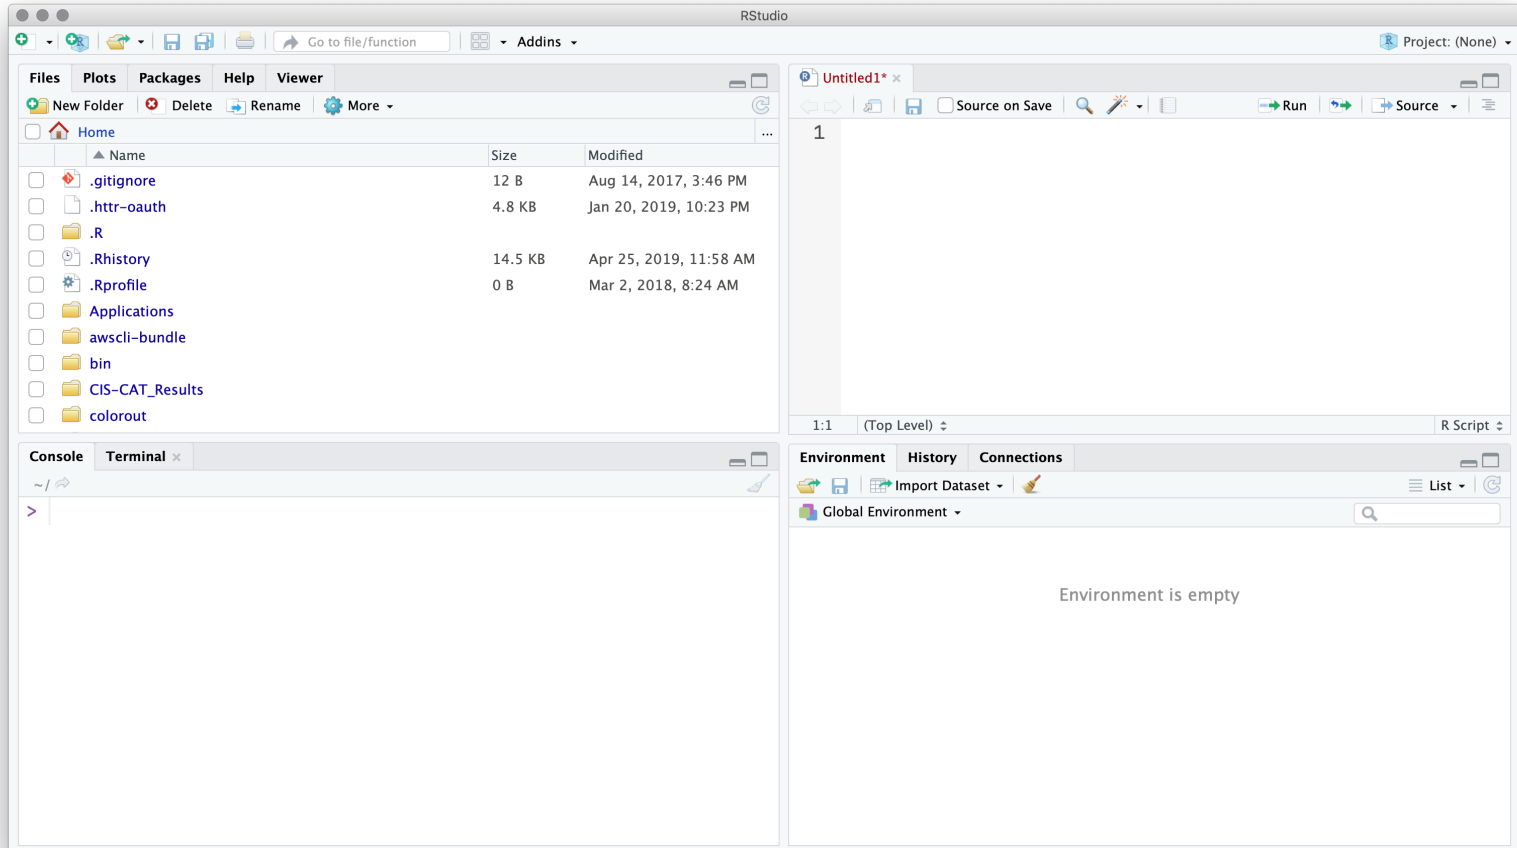 RStudio
Go to file/function
Addins
Project: (None)
Files Plots Packages Help Viewer
New Folder Delete Rename More
Home ...
Name Size Modified
.gitignore 12 B Aug 14, 2017, 3:46 PM
.httr-oauth 4.8 KB Jan 20, 2019, 10:23 PM
.R
.Rhistory 14.5 KB Apr 25, 2019, 11:58 AM
.Rprofile 0 B Mar 2, 2018, 8:24 AM
Applications
awscli-bundle
bin
CIS-CAT_Results
colorout
Untitled1*
Source on Save Run Source
1
1:1 (Top Level) R Script
Console Terminal
~/
>
Environment History Connections
Import Dataset List
Global Environment
Environment is empty